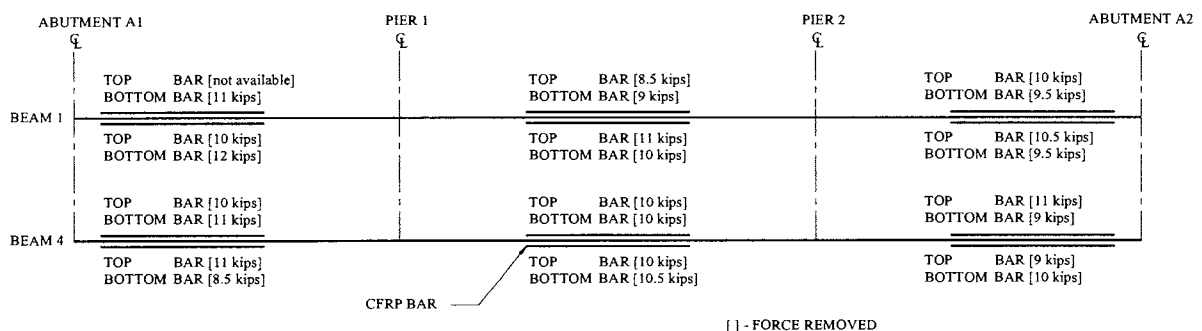 ABUTMENT A1 PIER 1 PIER 2 ABUTMENT A2
℄ ℄ ℄ ℄
TOP BAR [not available] TOP BAR [8.5 kips] TOP BAR [10 kips]
BOTTOM BAR [11 kips] BOTTOM BAR [9 kips] BOTTOM BAR [9.5 kips]
BEAM 1
TOP BAR [10 kips] TOP BAR [11 kips] TOP BAR [10.5 kips]
BOTTOM BAR [12 kips] BOTTOM BAR [10 kips] BOTTOM BAR [9.5 kips]
TOP BAR [10 kips] TOP BAR [10 kips] TOP BAR [11 kips]
BOTTOM BAR [11 kips] BOTTOM BAR [10 kips] BOTTOM BAR [9 kips]
BEAM 4
TOP BAR [11 kips] TOP BAR [10 kips] TOP BAR [9 kips]
BOTTOM BAR [8.5 kips] BOTTOM BAR [10.5 kips] BOTTOM BAR [10 kips]
CFRP BAR
[ ] - FORCE REMOVED